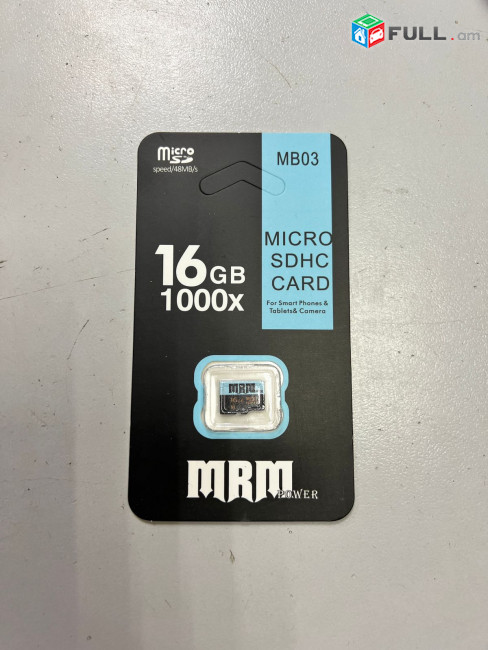 FULL.am
Micro
SD
speed/48MB/s
MB03
MICRO
SDHC
CARD
For Smart Phones &
Tablets& Camera
16GB
1000x
MRM
MRM
POWER